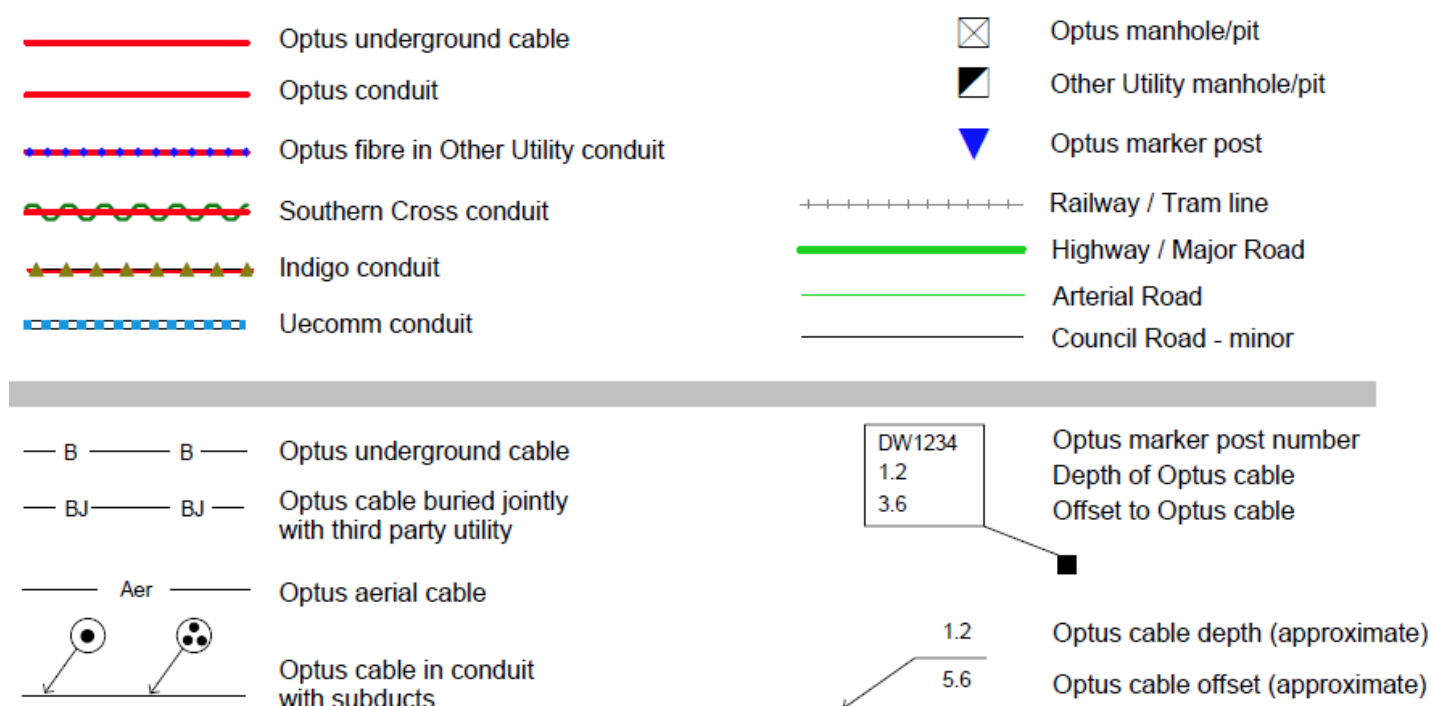 Optus underground cable
Optus conduit
Optus fibre in Other Utility conduit
Southern Cross conduit
Indigo conduit
Uecomm conduit
Optus manhole/pit
Other Utility manhole/pit
Optus marker post
Railway / Tram line
Highway / Major Road
Arterial Road
Council Road - minor
B B Optus underground cable
BJ BJ Optus cable buried jointly
with third party utility
Aer Optus aerial cable
Optus cable in conduit
with subducts
DW1234 Optus marker post number
1.2 Depth of Optus cable
3.6 Offset to Optus cable
1.2 Optus cable depth (approximate)
5.6 Optus cable offset (approximate)